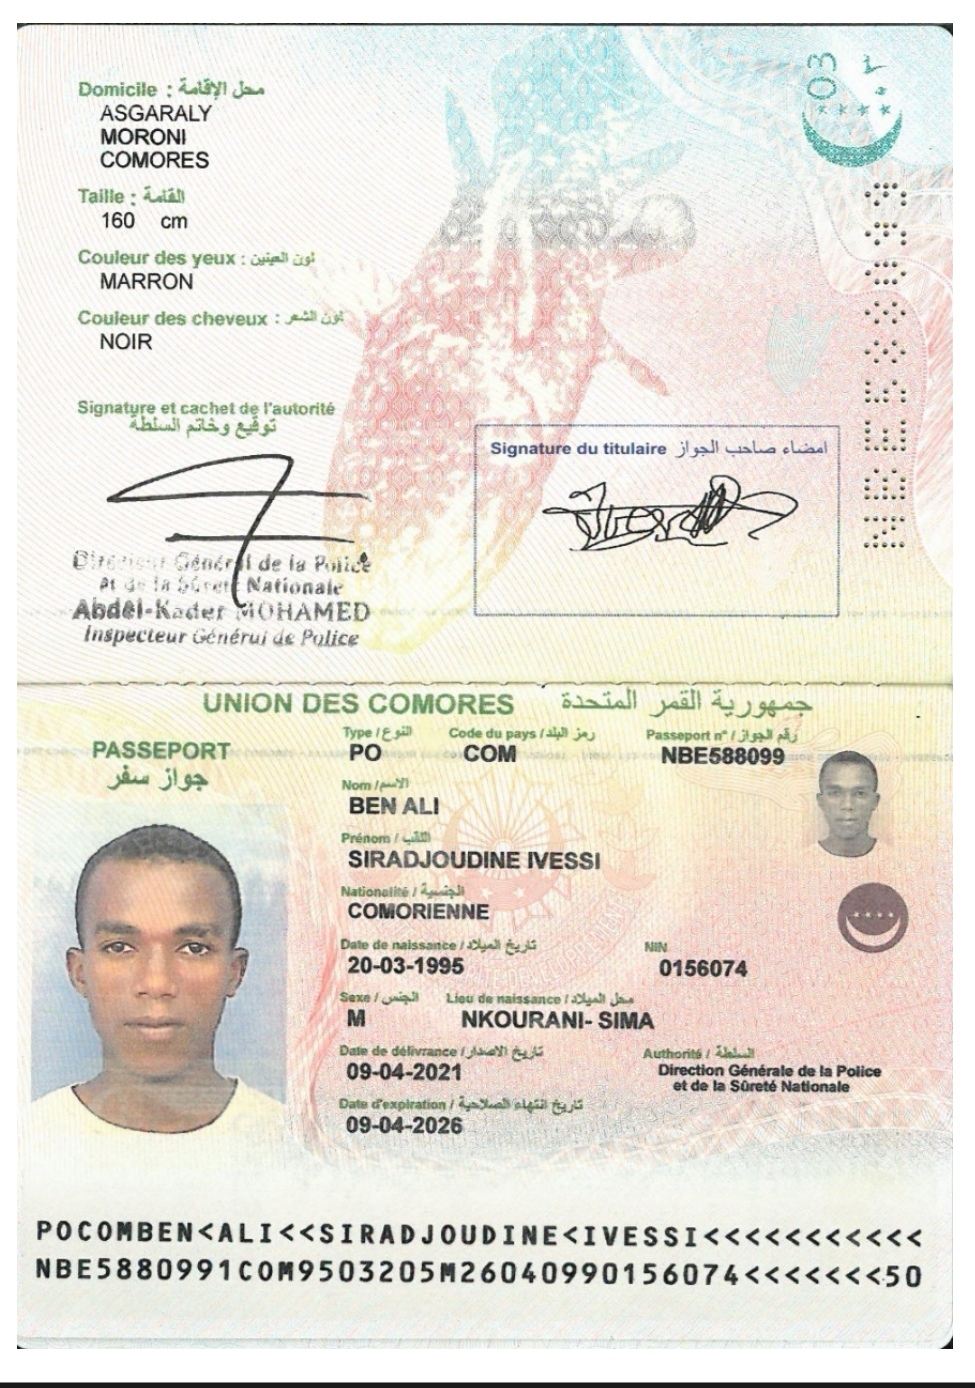 03
Domicile : محل الإقامة
ASGARALY
MORONI
COMORES
Taille : القامة
160 cm
Couleur des yeux : لون العينين
MARRON
Couleur des cheveux : لون الشعر
NOIR
Signature et cachet de l'autorité
توقيع وخاتم السلطة
Directeur Général de la Police
et de la Sûreté Nationale
Abdel-Kader MOHAMED
Inspecteur Général de Police
Signature du titulaire امضاء صاحب الجواز
NBE588099
UNION DES COMORES جمهورية القمر المتحدة
PASSEPORT
جواز سفر
Type / النوع Code du pays / رمز البلد Passeport n° / رقم الجواز
PO COM NBE588099
Nom / الاسم
BEN ALI
Prénom / اللقب
SIRADJOUDINE IVESSI
Nationalité / الجنسية
COMORIENNE
Date de naissance / تاريخ الميلاد NIN
20-03-1995 0156074
Sexe / الجنس Lieu de naissance / محل الميلاد
M NKOURANI- SIMA
Date de délivrance / تاريخ الاصدار Authorité / السلطة
09-04-2021 Direction Générale de la Police
et de la Sûreté Nationale
Date d'expiration / تاريخ انتهاء الصلاحية
09-04-2026
POCOMBEN<ALI<<SIRADJOUDINE<IVESSI<<<<<<<<<<<
NBE5880991COM9503205M260409900156074<<<<<<<50